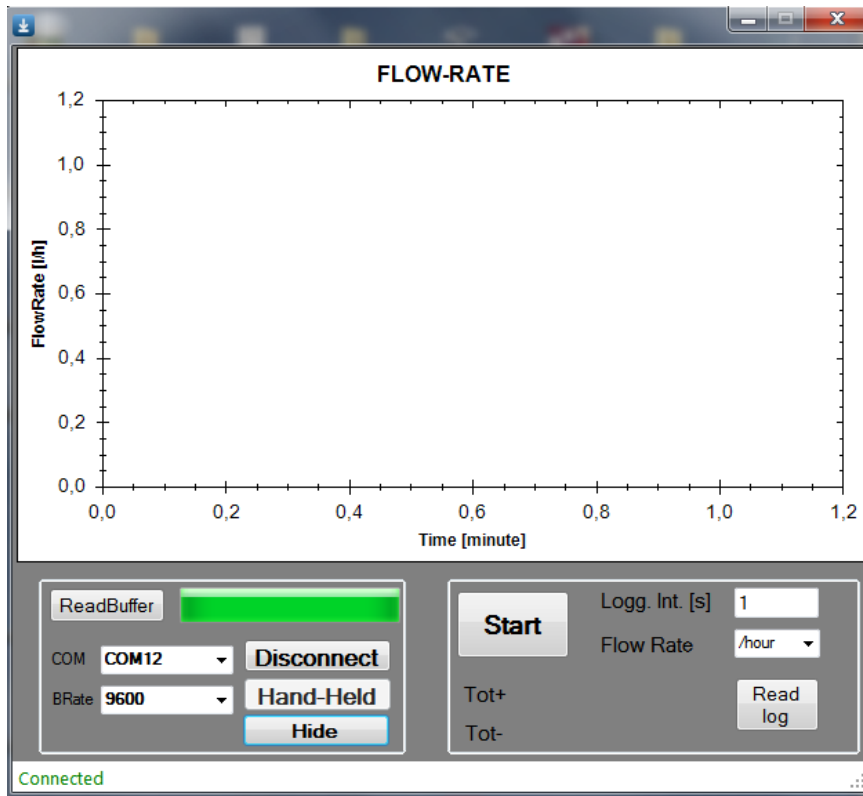 FLOW-RATE
1,2
1,0
0,8
0,6
0,4
0,2
0,0
FlowRate [l/h]
0,0 0,2 0,4 0,6 0,8 1,0 1,2
Time [minute]
ReadBuffer
COM COM12 Disconnect
BRate 9600 Hand-Held
Hide
Start
Logg. Int. [s] 1
Flow Rate /hour
Tot+
Tot-
Read
log
Connected